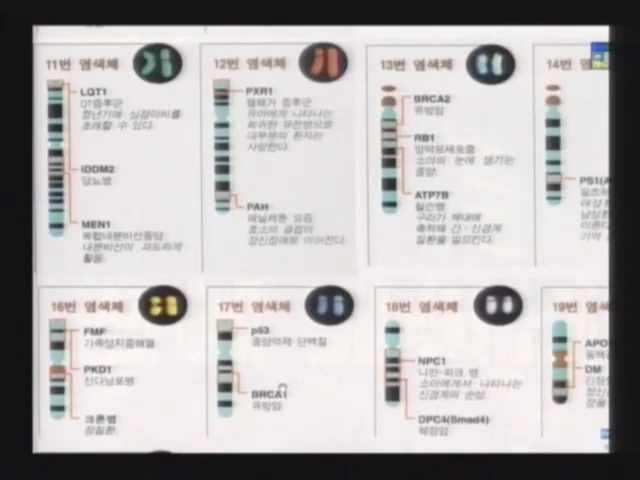 11번 염색체
LQT1
QT증후군
청년기에 심장마비를
초래할 수 있다.
IDDM2
당뇨병
MEN1
복합내분비선종양
내분비선이 과도하게
활동.
12번 염색체
PXR1
젤웨거 증후군
유아에게 나타나는
희귀한 유전병으로
대부분의 환자는
사망한다.
PAH
페닐케톤 요증
효소의 결핍이
정신장애로 이어진다.
13번 염색체
BRCA2
유방암
RB1
망막모세포종
소아의 눈에 생기는
종양.
ATP7B
윌슨병
구리가 체내에
축적돼 간·신경계
질환을 일으킨다.
14번 염
PS1(A
16번 염색체
FMF
가족성지중해열
PKD1
신다낭포병
크론병
장질환.
17번 염색체
p53
종양억제 단백질
BRCA1
유방암
18번 염색체
NPC1
니만-피크 병
소아에게서 나타나는
신경계의 손상.
DPC4(Smad4)
췌장암
19번 염색
APO
DM